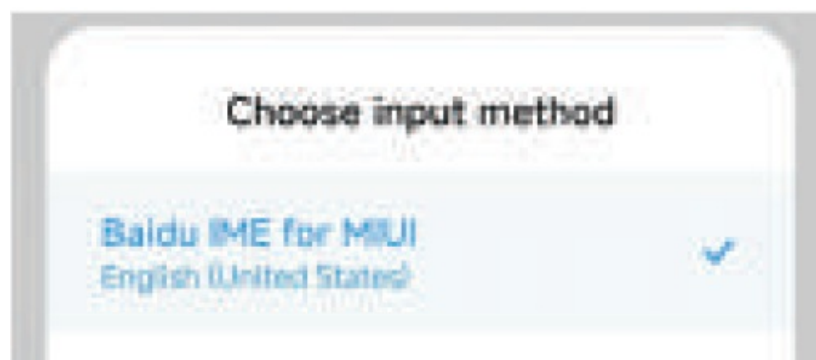 Choose input method
Baidu IME for MIUI
English (United States)